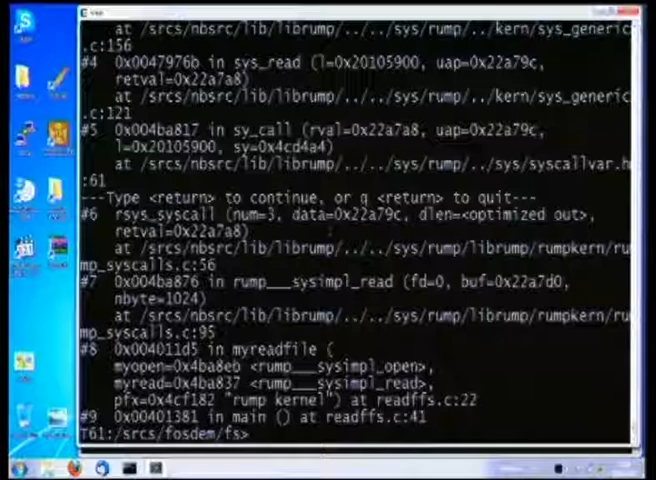 at /srcs/nbsrc/lib/librump/../../sys/rump/../kern/sys_generic
.c:156
#4  0x0047976b in sys_read (l=0x20105900, uap=0x22a79c,
retval=0x22a7a8)
at /srcs/nbsrc/lib/librump/../../sys/rump/../kern/sys_generic
.c:121
#5  0x004ba817 in sy_call (rval=0x22a7a8, uap=0x22a79c,
l=0x20105900, sy=0x4cd4a4)
at /srcs/nbsrc/lib/librump/../../sys/rump/../sys/syscallvar.h
:61
---Type <return> to continue, or q <return> to quit---
#6  rsys_syscall (num=3, data=0x22a79c, dlen=<optimized out>,
retval=0x22a7a8)
at /srcs/nbsrc/lib/librump/../../sys/rump/librump/rumpkern/ru
mp_syscalls.c:56
#7  0x004ba876 in rump___sysimpl_read (fd=0, buf=0x22a7d0,
nbyte=1024)
at /srcs/nbsrc/lib/librump/../../sys/rump/librump/rumpkern/ru
mp_syscalls.c:95
#8  0x004011d5 in myreadfile (
myopen=0x4ba8eb <rump___sysimpl_open>,
myread=0x4ba837 <rump___sysimpl_read>,
pfx=0x4cf182 "rump kernel") at readffs.c:22
#9  0x00401381 in main () at readffs.c:41
T61:/srcs/fosdem/fs>